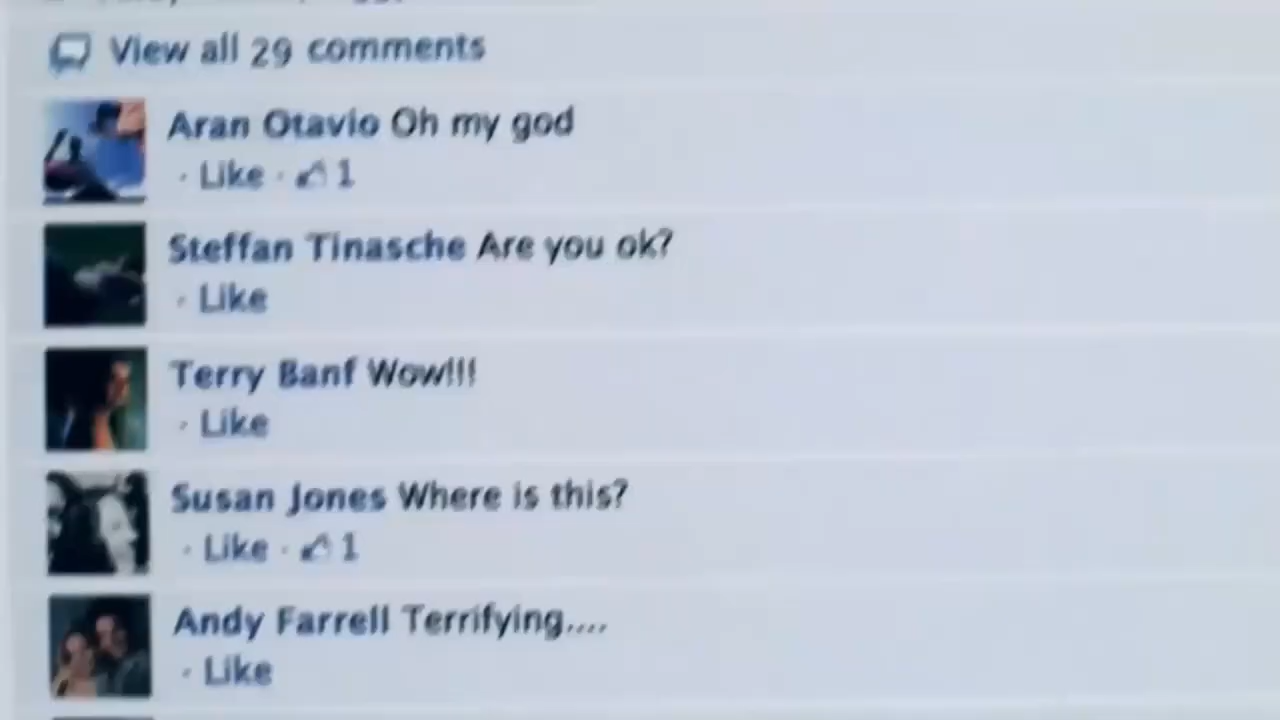 View all 29 comments
Aran Otavio Oh my god
· Like · 1
Steffan Tinasche Are you ok?
· Like
Terry Banf Wow!!!
· Like
Susan Jones Where is this?
· Like · 1
Andy Farrell Terrifying....
· Like